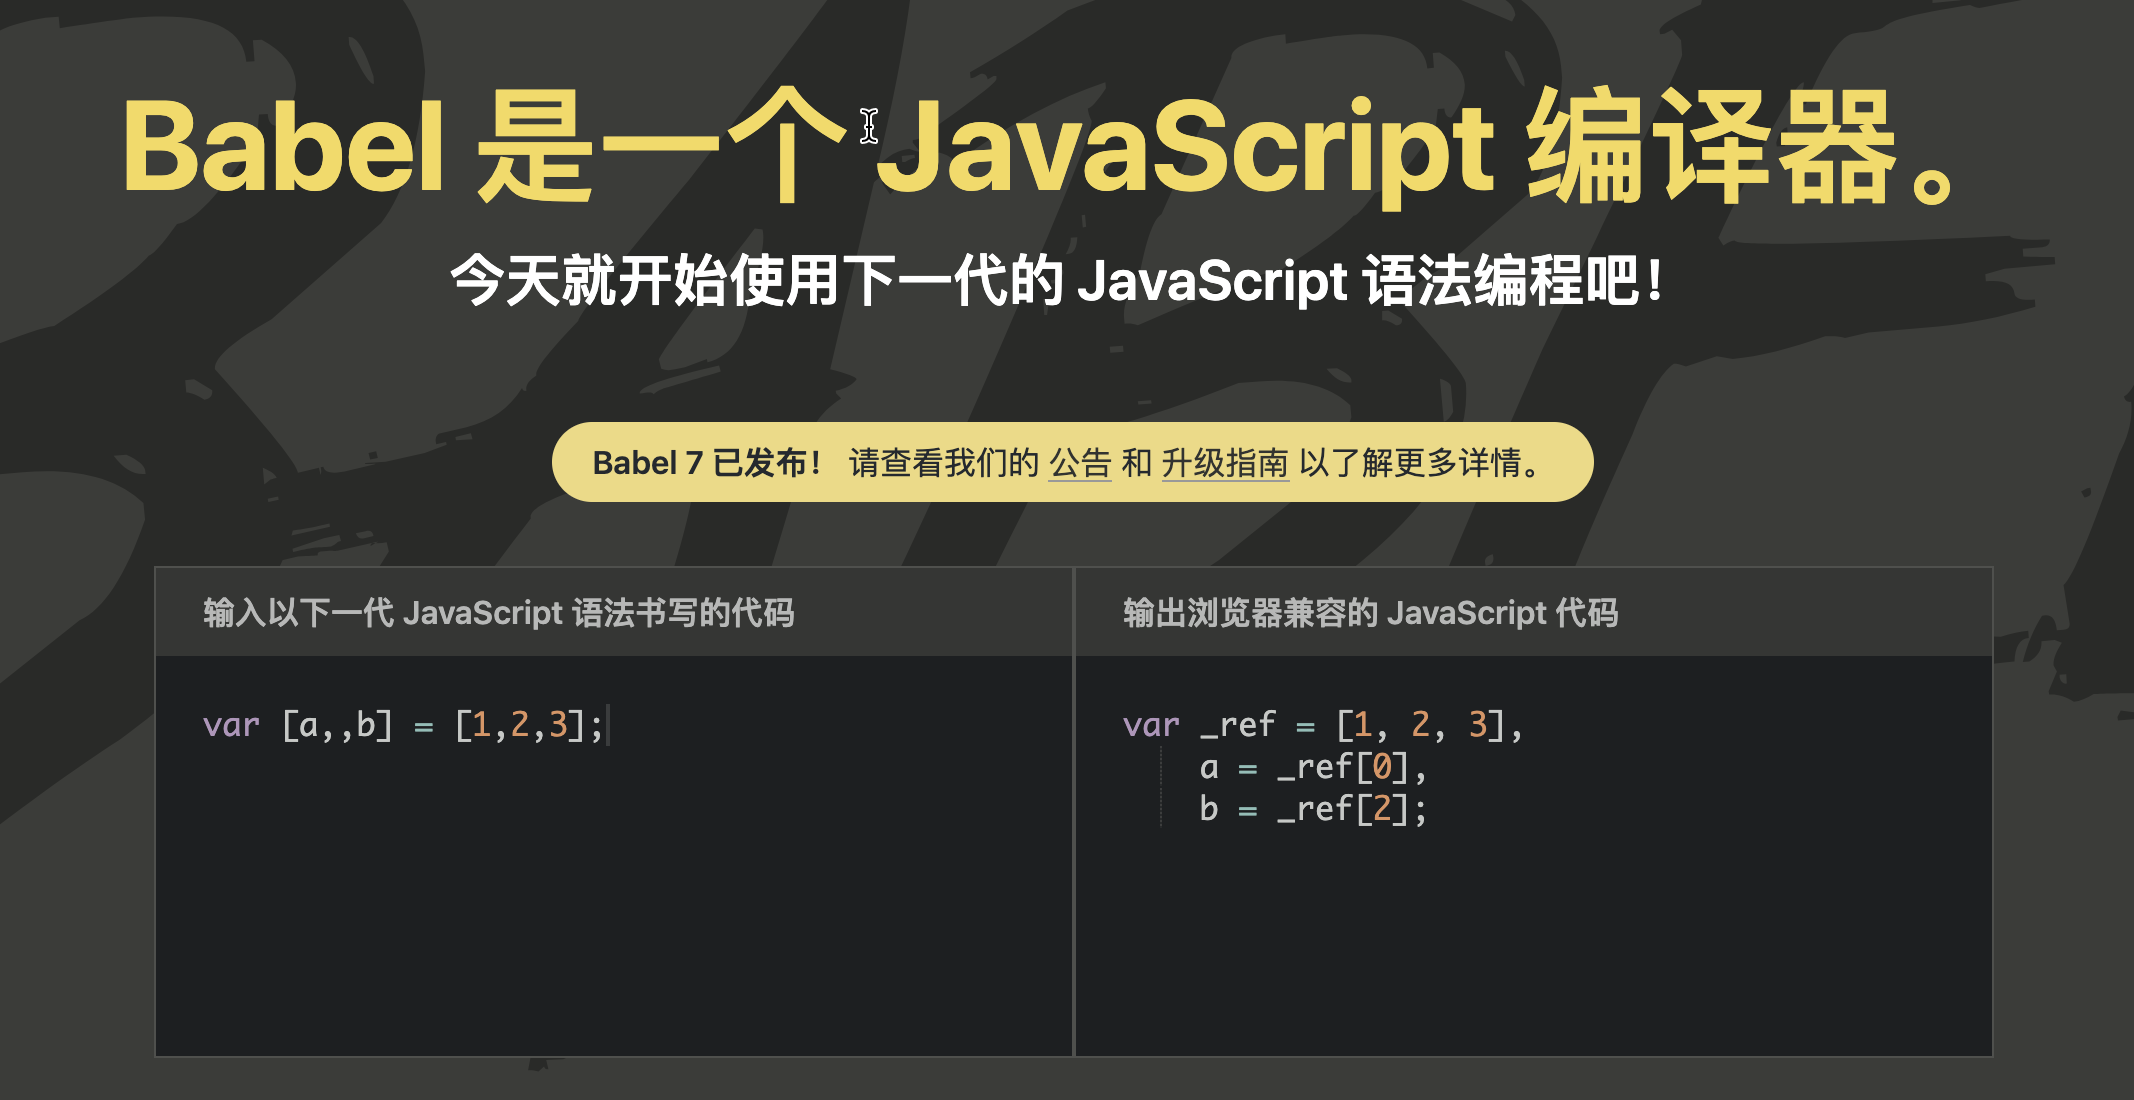 Babel 是一个 JavaScript 编译器。
今天就开始使用下一代的 JavaScript 语法编程吧！
Babel 7 已发布！ 请查看我们的 公告 和 升级指南 以了解更多详情。
输入以下一代 JavaScript 语法书写的代码
var [a,,b] = [1,2,3];
输出浏览器兼容的 JavaScript 代码
var _ref = [1, 2, 3],
    a = _ref[0],
    b = _ref[2];